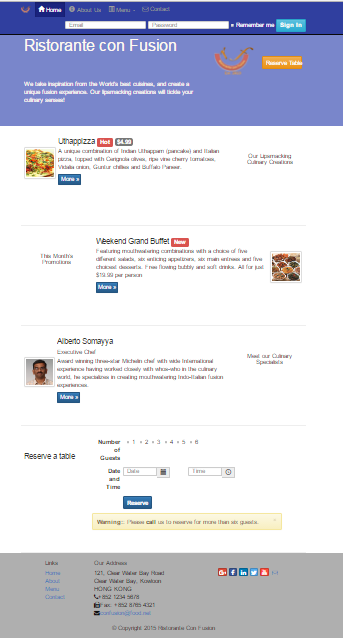 Home About Us Menu Contact
Email Password Remember me Sign in
Ristorante con Fusion
Reserve Table
We take inspiration from the World's best cuisines, and create a
unique fusion experience. Our lipsmacking creations will tickle your
culinary senses!
Uthappizza Hot $4.99
A unique combination of Indian Uthappam (pancake) and Italian
pizza, topped with Cerignola olives, ripe vine cherry tomatoes,
Vidalia onion, Guntur chillies and Buffalo Paneer.
More »
Our Lipsmacking
Culinary Creations
This Month's
Promotions
Weekend Grand Buffet New
Featuring mouthwatering combinations with a choice of five
different salads, six enticing appetizers, six main entrees and five
choicest desserts. Free flowing bubbly and soft drinks. All for just
$19.99 per person
More »
Alberto Somayya
Executive Chef
Award winning three-star Michelin chef with wide International
experience having worked closely with whos-who in the culinary
world, he specializes in creating mouthwatering Indo-Italian fusion
experiences.
More »
Meet our Culinary
Specialists
Reserve a table
Number
of
Guests
1 2 3 4 5 6
Date
and
Time
Date Time
Reserve
Warning: Please call us to reserve for more than six guests. ×
Links
Home
About
Menu
Contact
Our Address
121, Clear Water Bay Road
Clear Water Bay, Kowloon
HONG KONG
+852 1234 5678
Fax: +852 8765 4321
confusion@food.net
© Copyright 2015 Ristorante Con Fusion